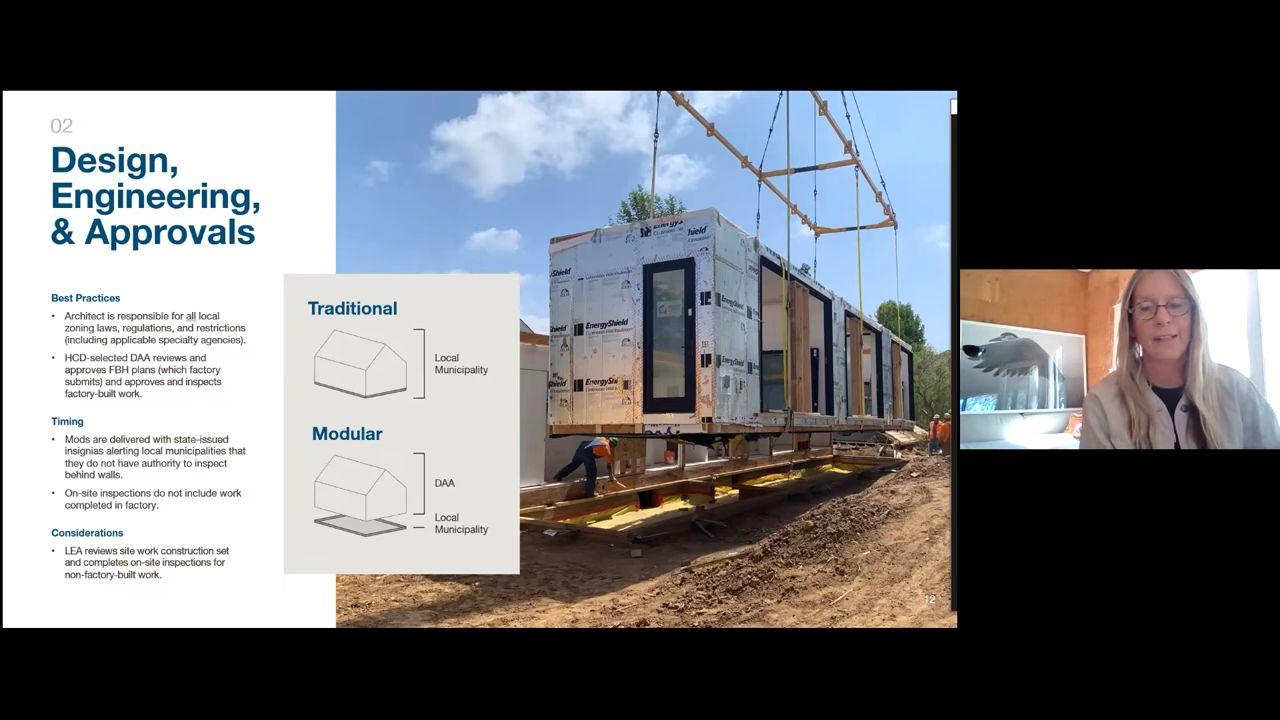 02
Design,
Engineering,
& Approvals
Best Practices
• Architect is responsible for all local
zoning laws, regulations, and restrictions
(including applicable specialty agencies).
• HCD-selected DAA reviews and
approves FBH plans (which factory
submits) and approves and inspects
factory-built work.
Timing
• Mods are delivered with state-issued
insignias alerting local municipalities that
they do not have authority to inspect
behind walls.
• On-site inspections do not include work
completed in factory.
Considerations
• LEA reviews site work construction set
and completes on-site inspections for
non-factory-built work.
Traditional
Local
Municipality
Modular
DAA
Local
Municipality
EnergyShield
12